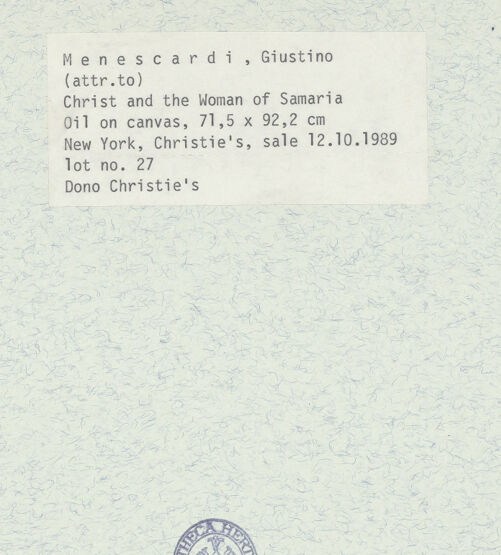 M e n e s c a r d i , Giustino
(attr.to)
Christ and the Woman of Samaria
Oil on canvas, 71,5 x 92,2 cm
New York, Christie's, sale 12.10.1989
lot no. 27
Dono Christie's